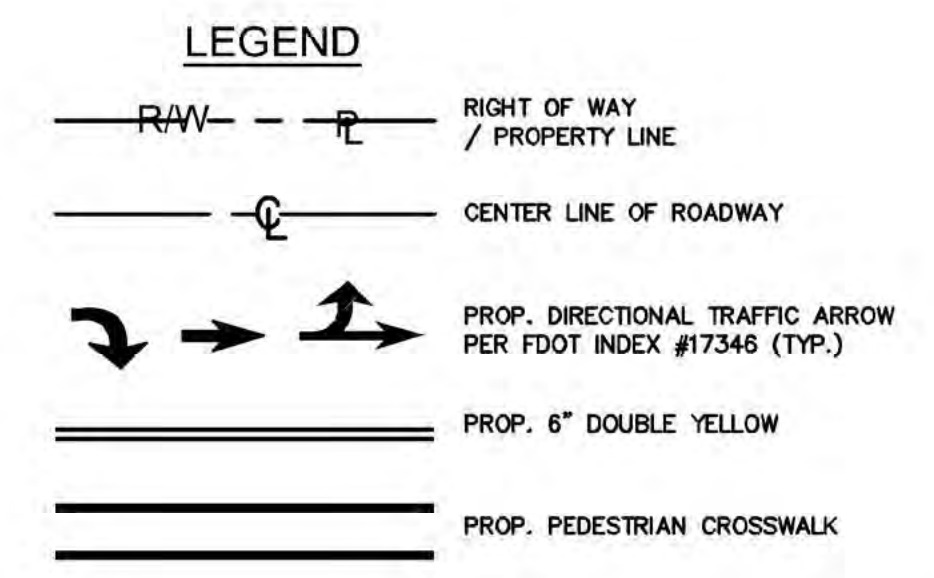 LEGEND
R/W PL RIGHT OF WAY
/ PROPERTY LINE
CL CENTER LINE OF ROADWAY
PROP. DIRECTIONAL TRAFFIC ARROW
PER FDOT INDEX #17346 (TYP.)
PROP. 6" DOUBLE YELLOW
PROP. PEDESTRIAN CROSSWALK